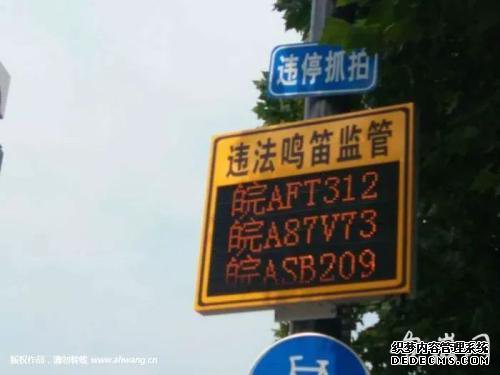 违停抓拍
违法鸣笛监管
皖AFT312
皖A87V73
皖ASB209
版权作品，请勿转载 www.ahwang.cn
织梦内容管理系统
DEDECMS.COM